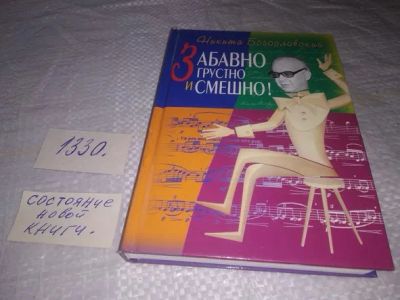 Никита Богословский
ЗАБАВНО
ГРУСТНО
И СМЕШНО!
1330.
СОСТОЯНИЕ
НОВОЙ
КНИГИ.